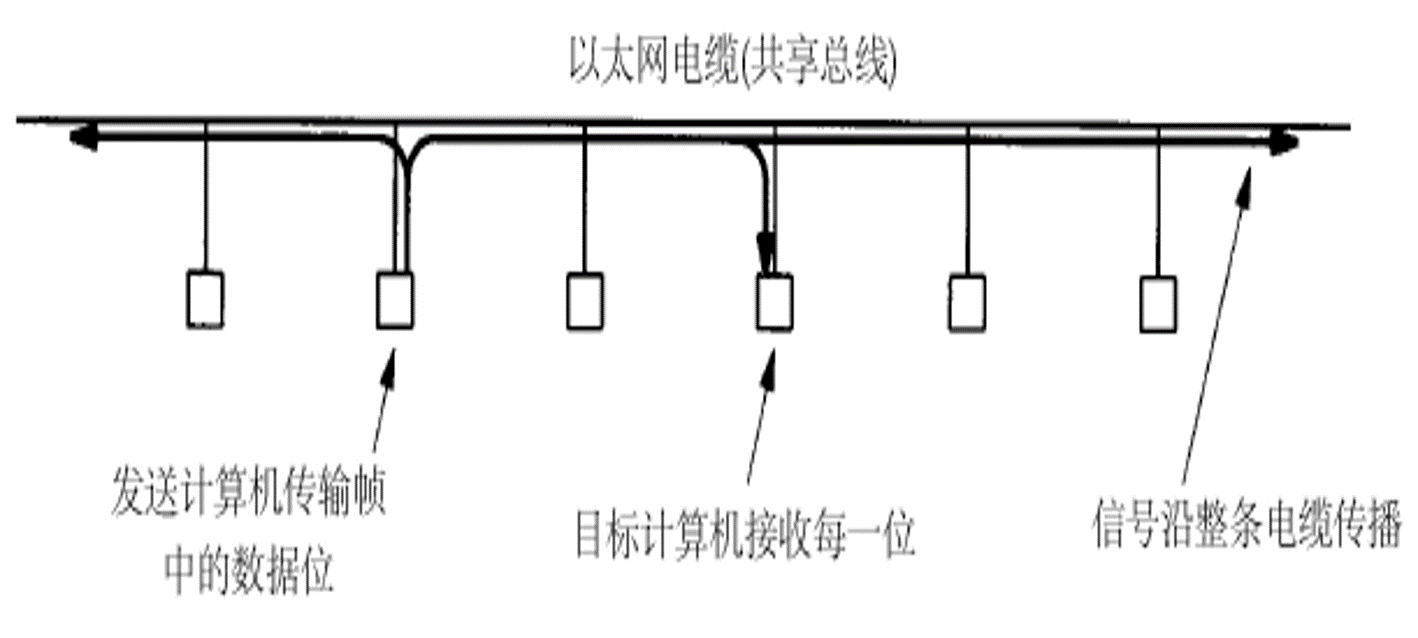 以太网电缆(共享总线)
发送计算机传输帧
中的数据位
目标计算机接收每一位
信号沿整条电缆传播